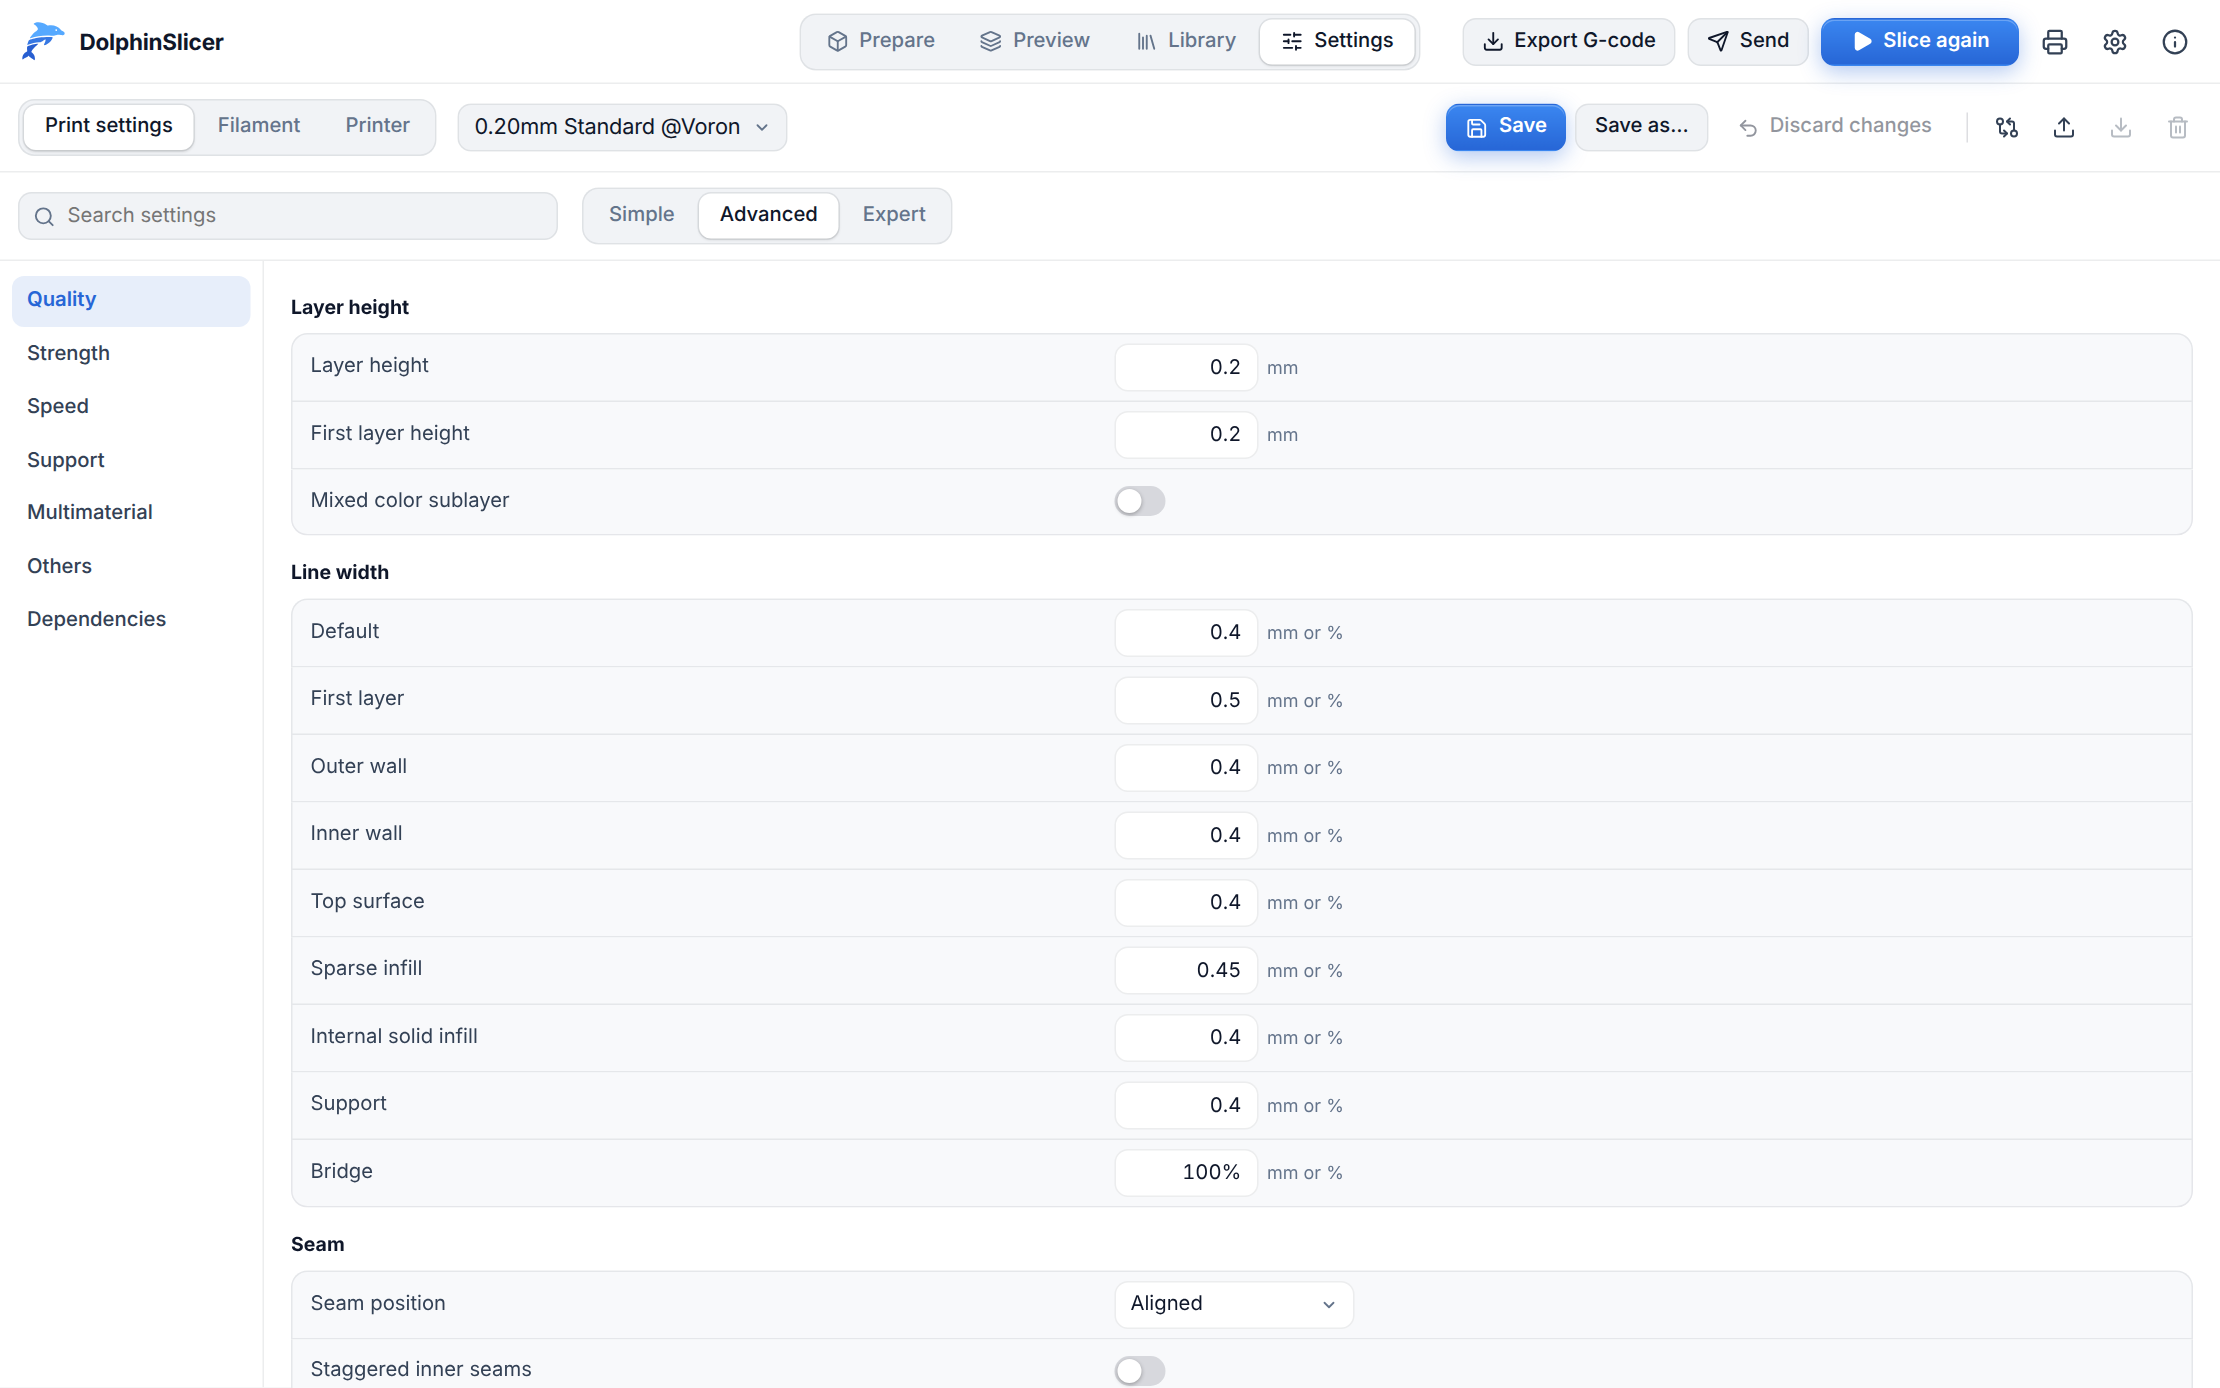 DolphinSlicer
Prepare
Preview
Library
Settings
Export G-code
Send
Slice again
Print settings
Filament
Printer
0.20mm Standard @Voron
Save
Save as...
Discard changes
Search settings
Simple
Advanced
Expert
Quality
Strength
Speed
Support
Multimaterial
Others
Dependencies
Layer height
Layer height 0.2 mm
First layer height 0.2 mm
Mixed color sublayer
Line width
Default 0.4 mm or %
First layer 0.5 mm or %
Outer wall 0.4 mm or %
Inner wall 0.4 mm or %
Top surface 0.4 mm or %
Sparse infill 0.45 mm or %
Internal solid infill 0.4 mm or %
Support 0.4 mm or %
Bridge 100% mm or %
Seam
Seam position Aligned
Staggered inner seams